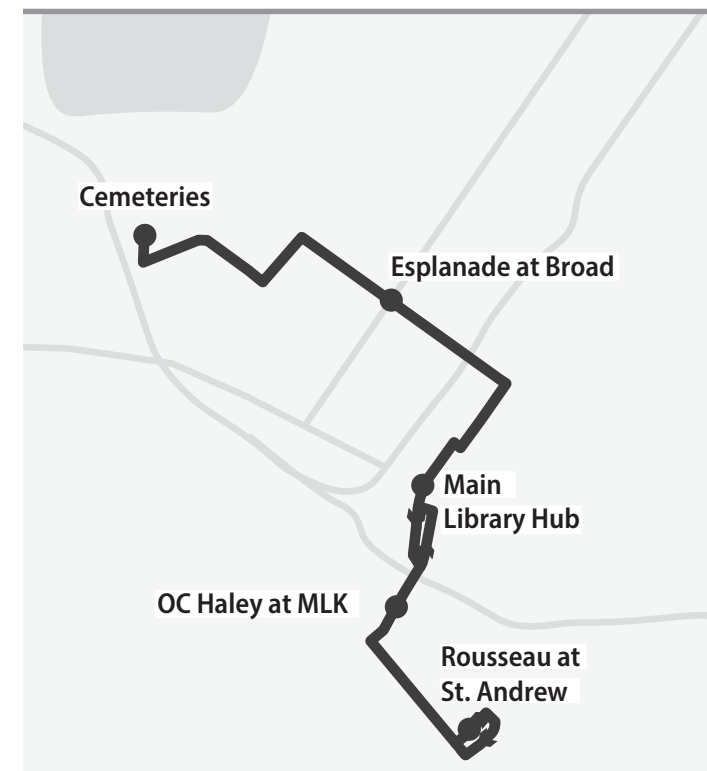 Cemeteries
Esplanade at Broad
Main
Library Hub
OC Haley at MLK
Rousseau at
St. Andrew